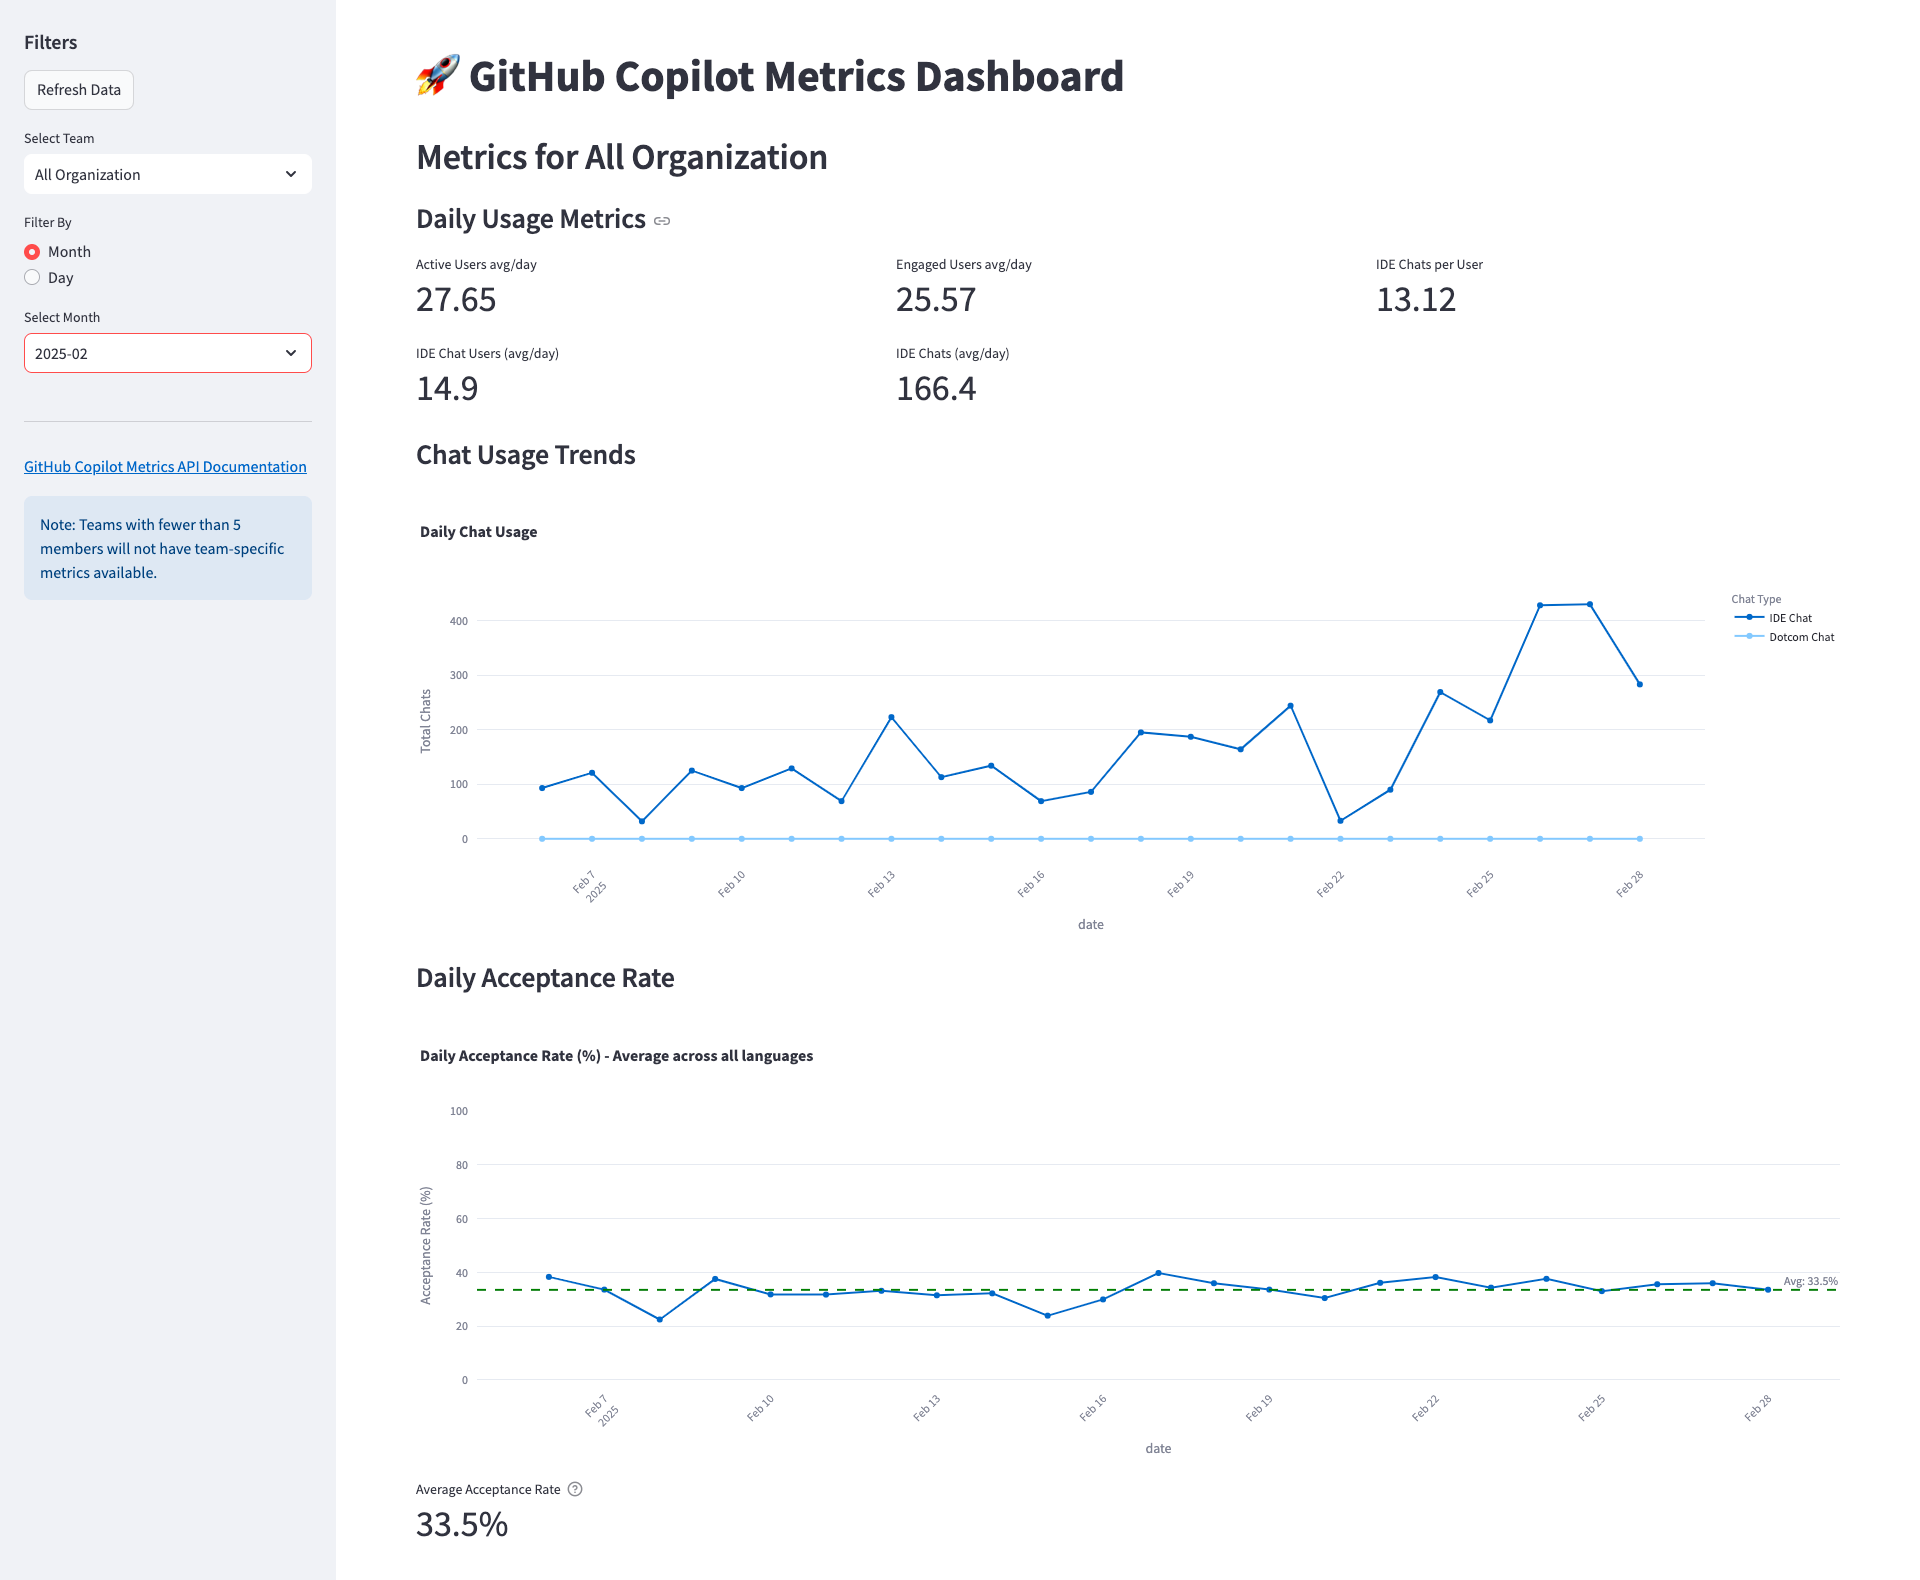 Filters
Refresh Data
Select Team
All Organization
Filter By
Month
Day
Select Month
2025-02
GitHub Copilot Metrics API Documentation
Note: Teams with fewer than 5
members will not have team-specific
metrics available.
🚀 GitHub Copilot Metrics Dashboard
Metrics for All Organization
Daily Usage Metrics
Active Users avg/day
27.65
Engaged Users avg/day
25.57
IDE Chats per User
13.12
IDE Chat Users (avg/day)
14.9
IDE Chats (avg/day)
166.4
Chat Usage Trends
Daily Chat Usage
Total Chats
400
300
200
100
0
Feb 7
2025
Feb 10
Feb 13
Feb 16
Feb 19
Feb 22
Feb 25
Feb 28
date
Chat Type
IDE Chat
Dotcom Chat
Daily Acceptance Rate
Daily Acceptance Rate (%) - Average across all languages
Acceptance Rate (%)
100
80
60
40
20
0
Avg: 33.5%
Feb 7
2025
Feb 10
Feb 13
Feb 16
Feb 19
Feb 22
Feb 25
Feb 28
date
Average Acceptance Rate ?
33.5%